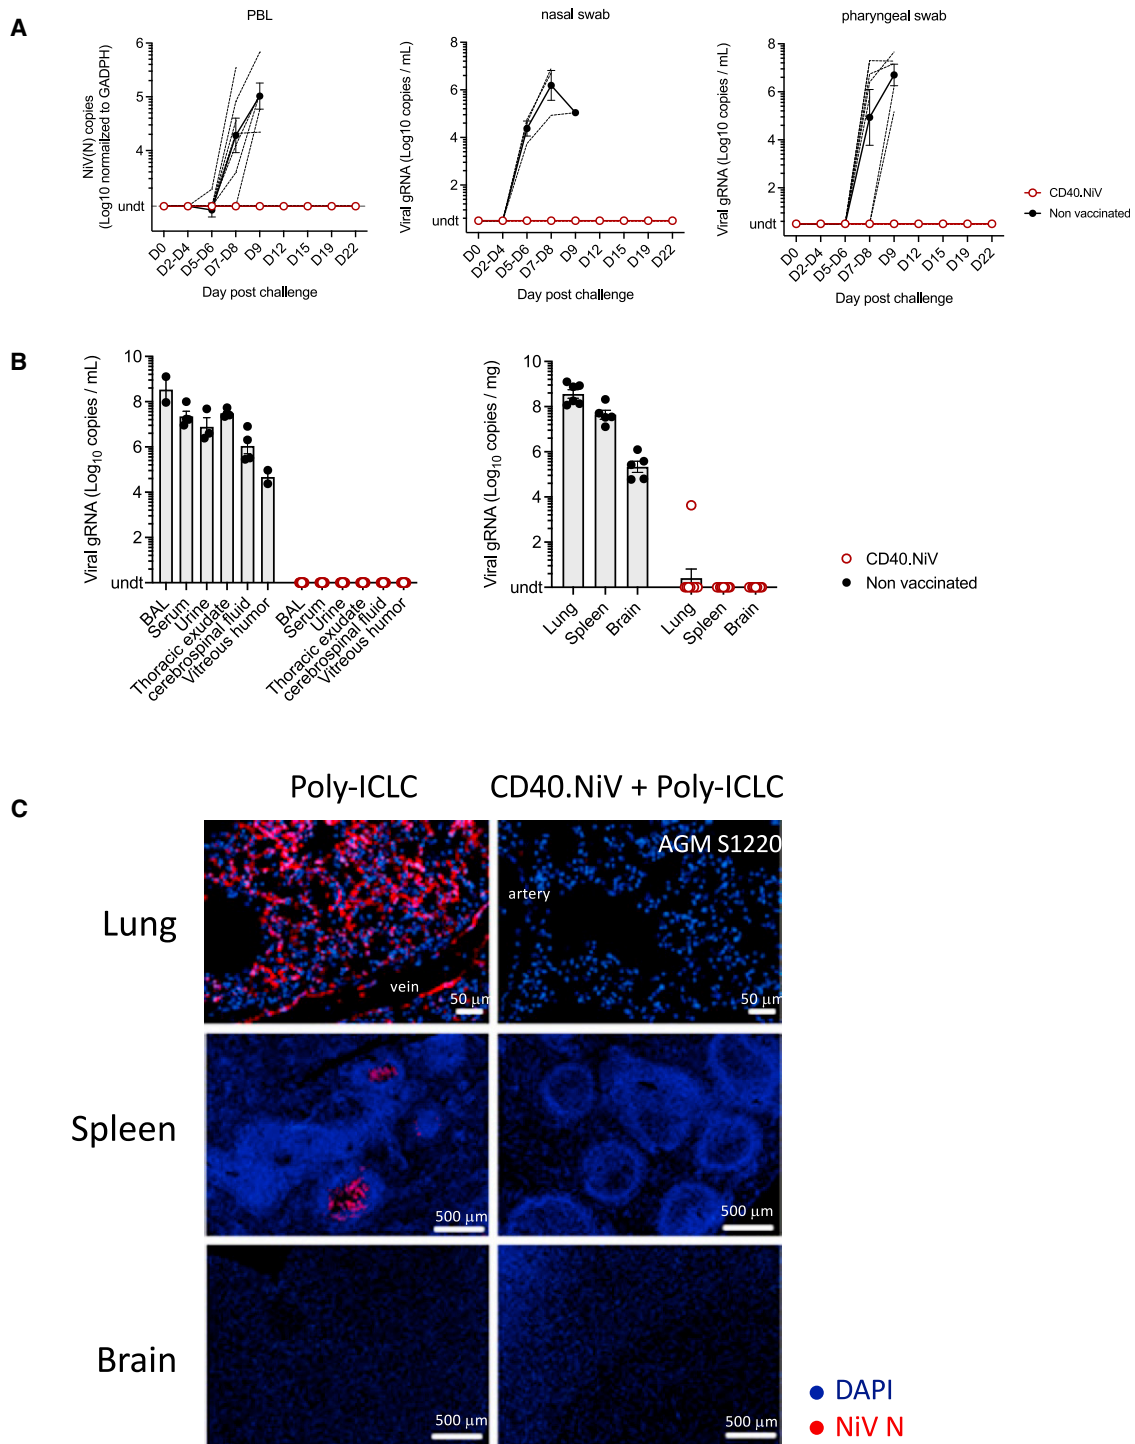 A
PBL
nasal swab
pharyngeal swab
NiV(N) copies
(Log10 normalized to GADPH)
6
5
4
undt
D0
D2-D4
D5-D6
D7-D8
D9
D12
D15
D19
D22
Day post challenge
Viral gRNA (Log10 copies / mL)
8
6
4
2
undt
D0
D2-D4
D5-D6
D7-D8
D9
D12
D15
D19
D22
Day post challenge
Viral gRNA (Log10 copies / mL)
8
6
4
2
undt
D0
D2-D4
D5-D6
D7-D8
D9
D12
D15
D19
D22
Day post challenge
CD40.NiV
Non vaccinated
B
Viral gRNA (Log10 copies / mL)
10
8
6
4
2
undt
BAL
Serum
Urine
Thoracic exudate
cerebrospinal fluid
Vitreous humor
BAL
Serum
Urine
Thoracic exudate
cerebrospinal fluid
Vitreous humor
Viral gRNA (Log10 copies / mg)
10
8
6
4
2
undt
Lung
Spleen
Brain
Lung
Spleen
Brain
CD40.NiV
Non vaccinated
C
Poly-ICLC
CD40.NiV + Poly-ICLC
Lung
vein
50 μm
AGM S1220
artery
50 μm
Spleen
500 μm
500 μm
Brain
500 μm
500 μm
DAPI
NiV N